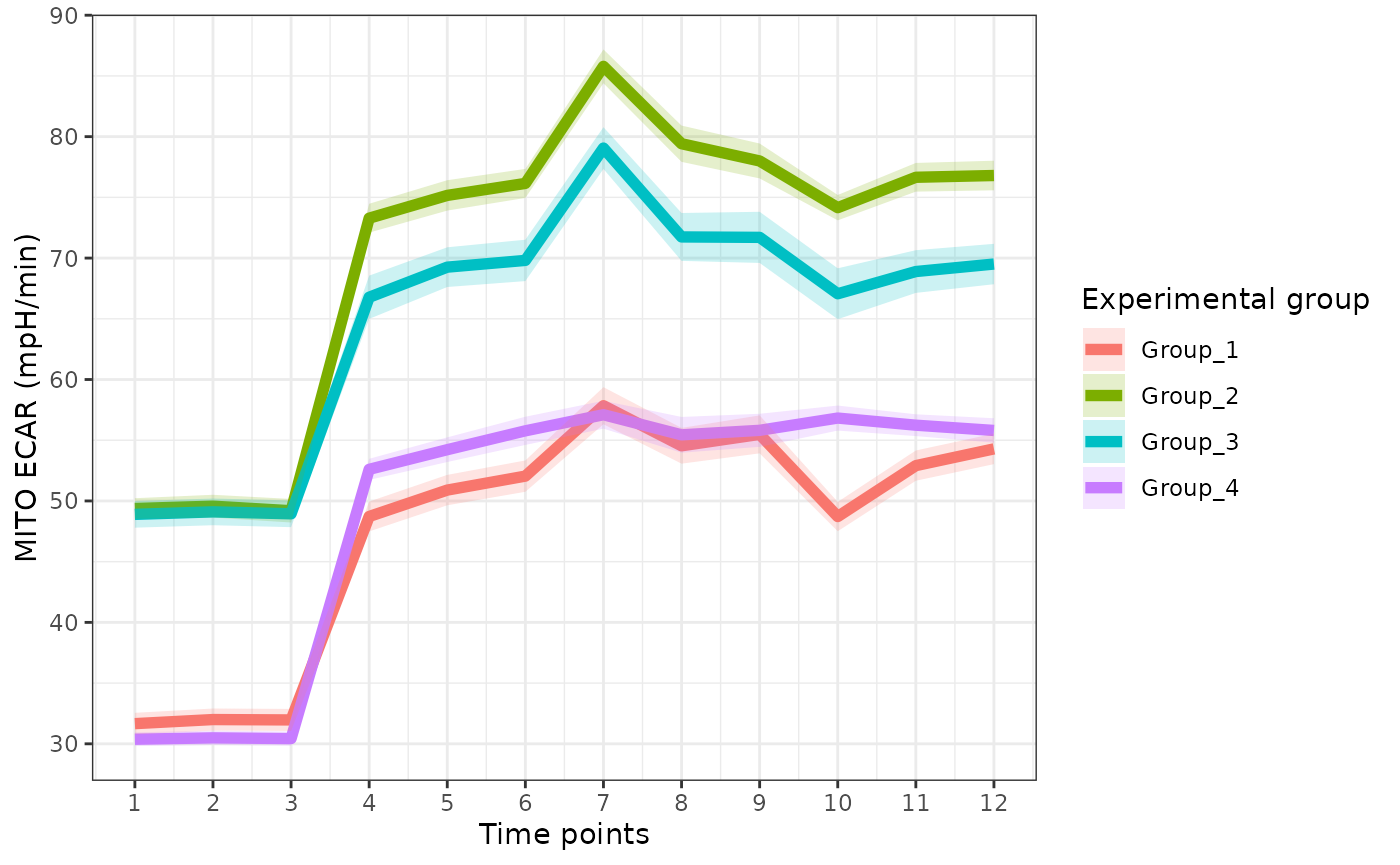 90
80
70
60
50
40
30
MITO ECAR (mpH/min)
1 2 3 4 5 6 7 8 9 10 11 12
Time points
Experimental group
Group_1
Group_2
Group_3
Group_4